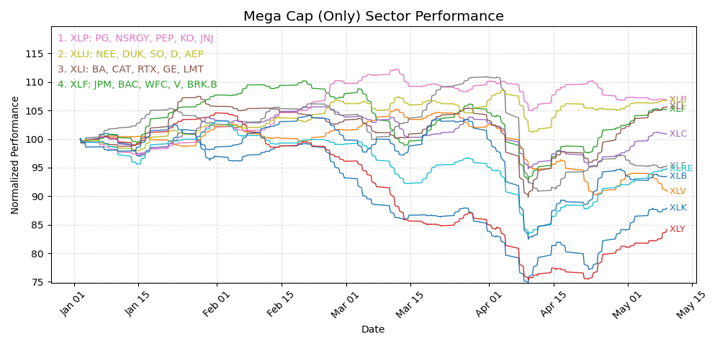 Mega Cap (Only) Sector Performance
1. XLP: PG, NSRGY, PEP, KO, JNJ
2. XLU: NEE, DUK, SO, D, AEP
3. XLI: BA, CAT, RTX, GE, LMT
4. XLF: JPM, BAC, WFC, V, BRK.B
Normalized Performance
115
110
105
100
95
90
85
80
75
XLP
XLF
XLC
XLB
XLV
XLK
XLY
Jan 01
Jan 15
Feb 01
Feb 15
Mar 01
Mar 15
Apr 01
Apr 15
May 01
May 15
Date